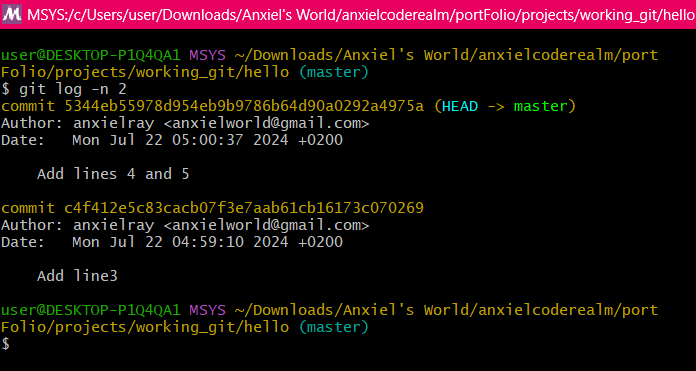 M MSYS:/c/Users/user/Downloads/Anxiel's World/anxielcoderealm/portFolio/projects/working_git/hello
user@DESKTOP-P1Q4QA1 MSYS ~/Downloads/Anxiel's World/anxielcoderealm/port
Folio/projects/working_git/hello (master)
$ git log -n 2
commit 5344eb55978d954eb9b9786b64d90a0292a4975a (HEAD -> master)
Author: anxielray <anxielworld@gmail.com>
Date:   Mon Jul 22 05:00:37 2024 +0200
    Add lines 4 and 5
commit c4f412e5c83cacb07f3e7aab61cb16173c070269
Author: anxielray <anxielworld@gmail.com>
Date:   Mon Jul 22 04:59:10 2024 +0200
    Add line3
user@DESKTOP-P1Q4QA1 MSYS ~/Downloads/Anxiel's World/anxielcoderealm/port
Folio/projects/working_git/hello (master)
$